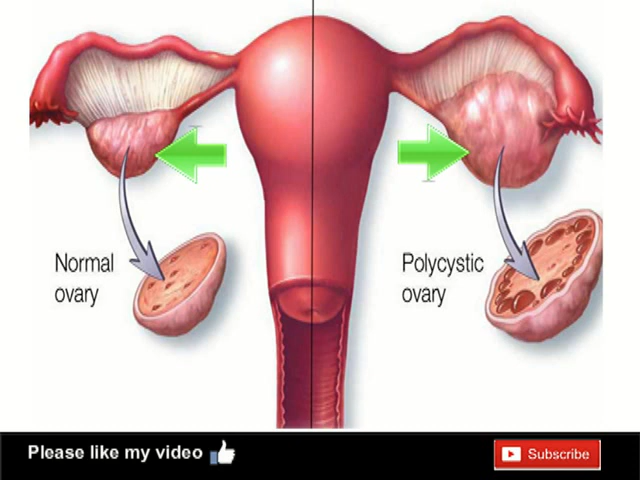 Normal
ovary
Polycystic
ovary
Please like my video
Subscribe